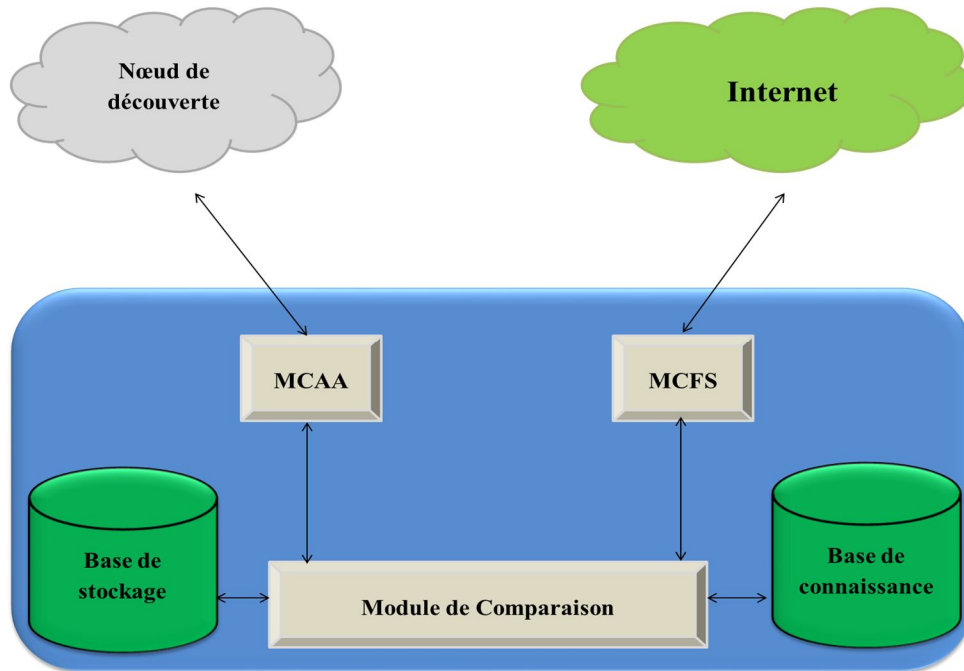 Nœud de
découverte
Internet
MCAA
MCFS
Base de
stockage
Module de Comparaison
Base de
connaissance